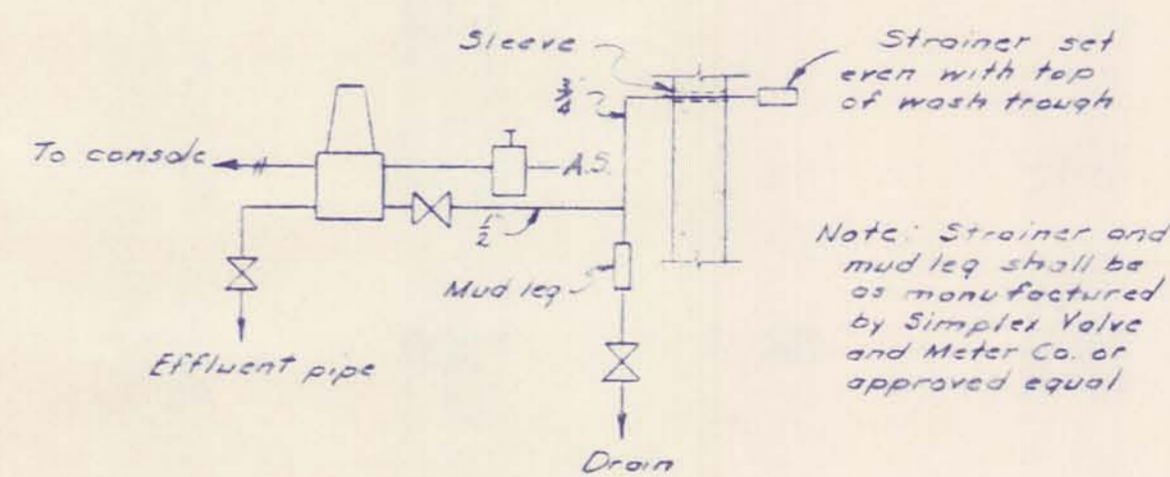 Sleeve
Strainer set
even with top
of wash trough
3/4
To console
A.S.
1/2
Mud leg
Note: Strainer and
mud leg shall be
as manufactured
by Simplex Valve
and Meter Co. or
approved equal
Effluent pipe
Drain